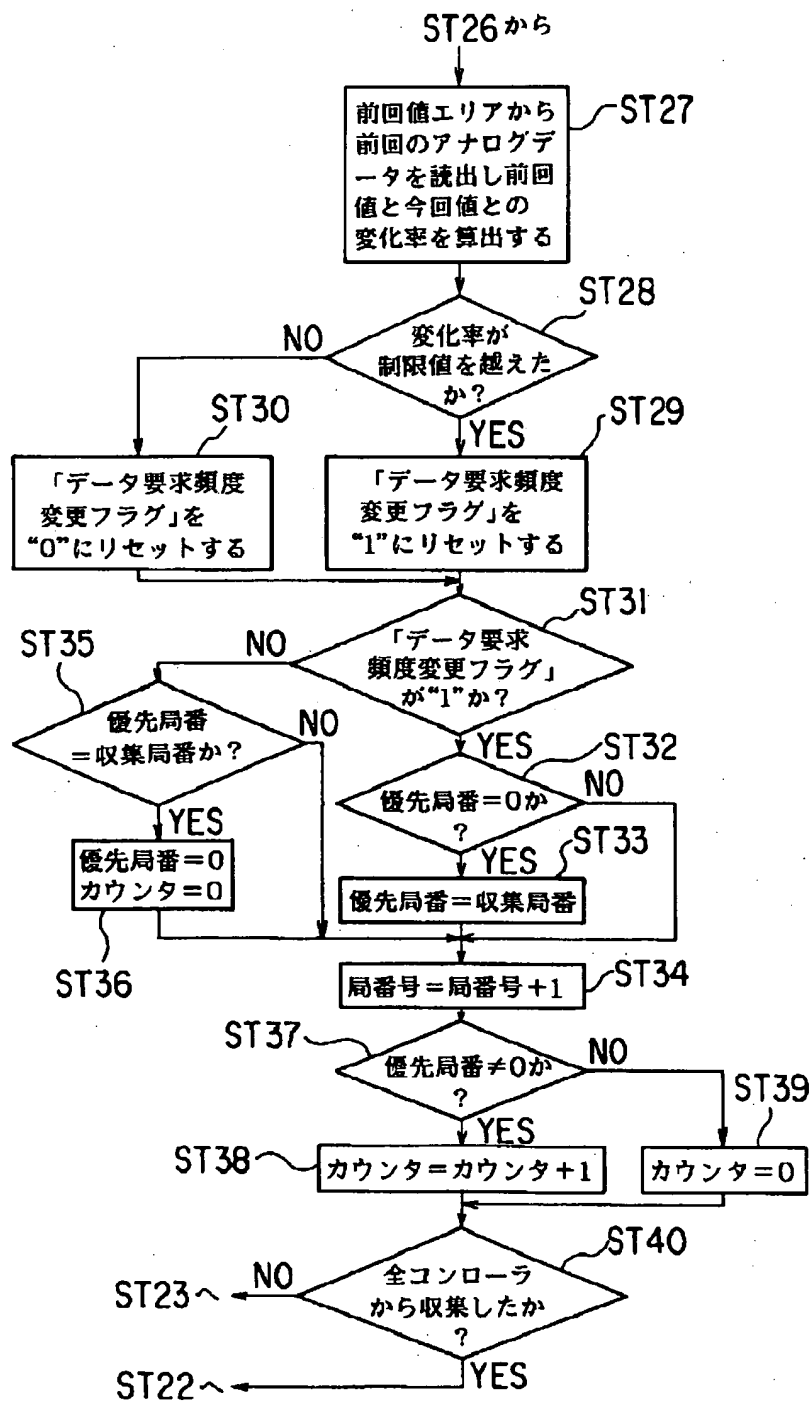 ST26から
ST27
前回値エリアから
前回のアナログデ
ータを読出し前回
値と今回値との
変化率を算出する
ST28
変化率が
制限値を越えた
か?
NO
YES
ST30
「データ要求頻度
変更フラグ」を
“0”にリセットする
ST29
「データ要求頻度
変更フラグ」を
“1”にリセットする
ST31
「データ要求
頻度変更フラグ」
が“1”か?
NO
YES
ST35
優先局番
=収集局番か?
NO
YES
ST32
優先局番=0か
?
NO
YES
ST33
優先局番=収集局番
優先局番=0
カウンタ=0
ST36
ST34
局番号=局番号+1
ST37
優先局番≠0か
?
NO
YES
ST39
ST38
カウンタ=カウンタ+1
カウンタ=0
ST40
全コンローラ
から収集したか
?
NO
ST23へ
YES
ST22へ